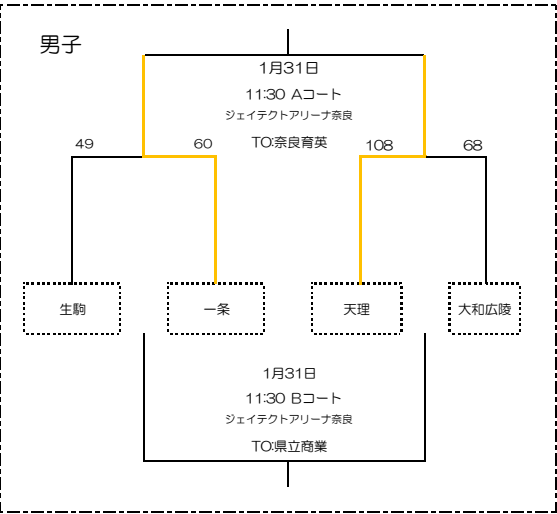 男子
1月31日
11:30 Aコート
ジェイテクトアリーナ奈良
TO:奈良育英
49
60
108
68
生駒
一条
天理
大和広陵
1月31日
11:30 Bコート
ジェイテクトアリーナ奈良
TO:県立商業